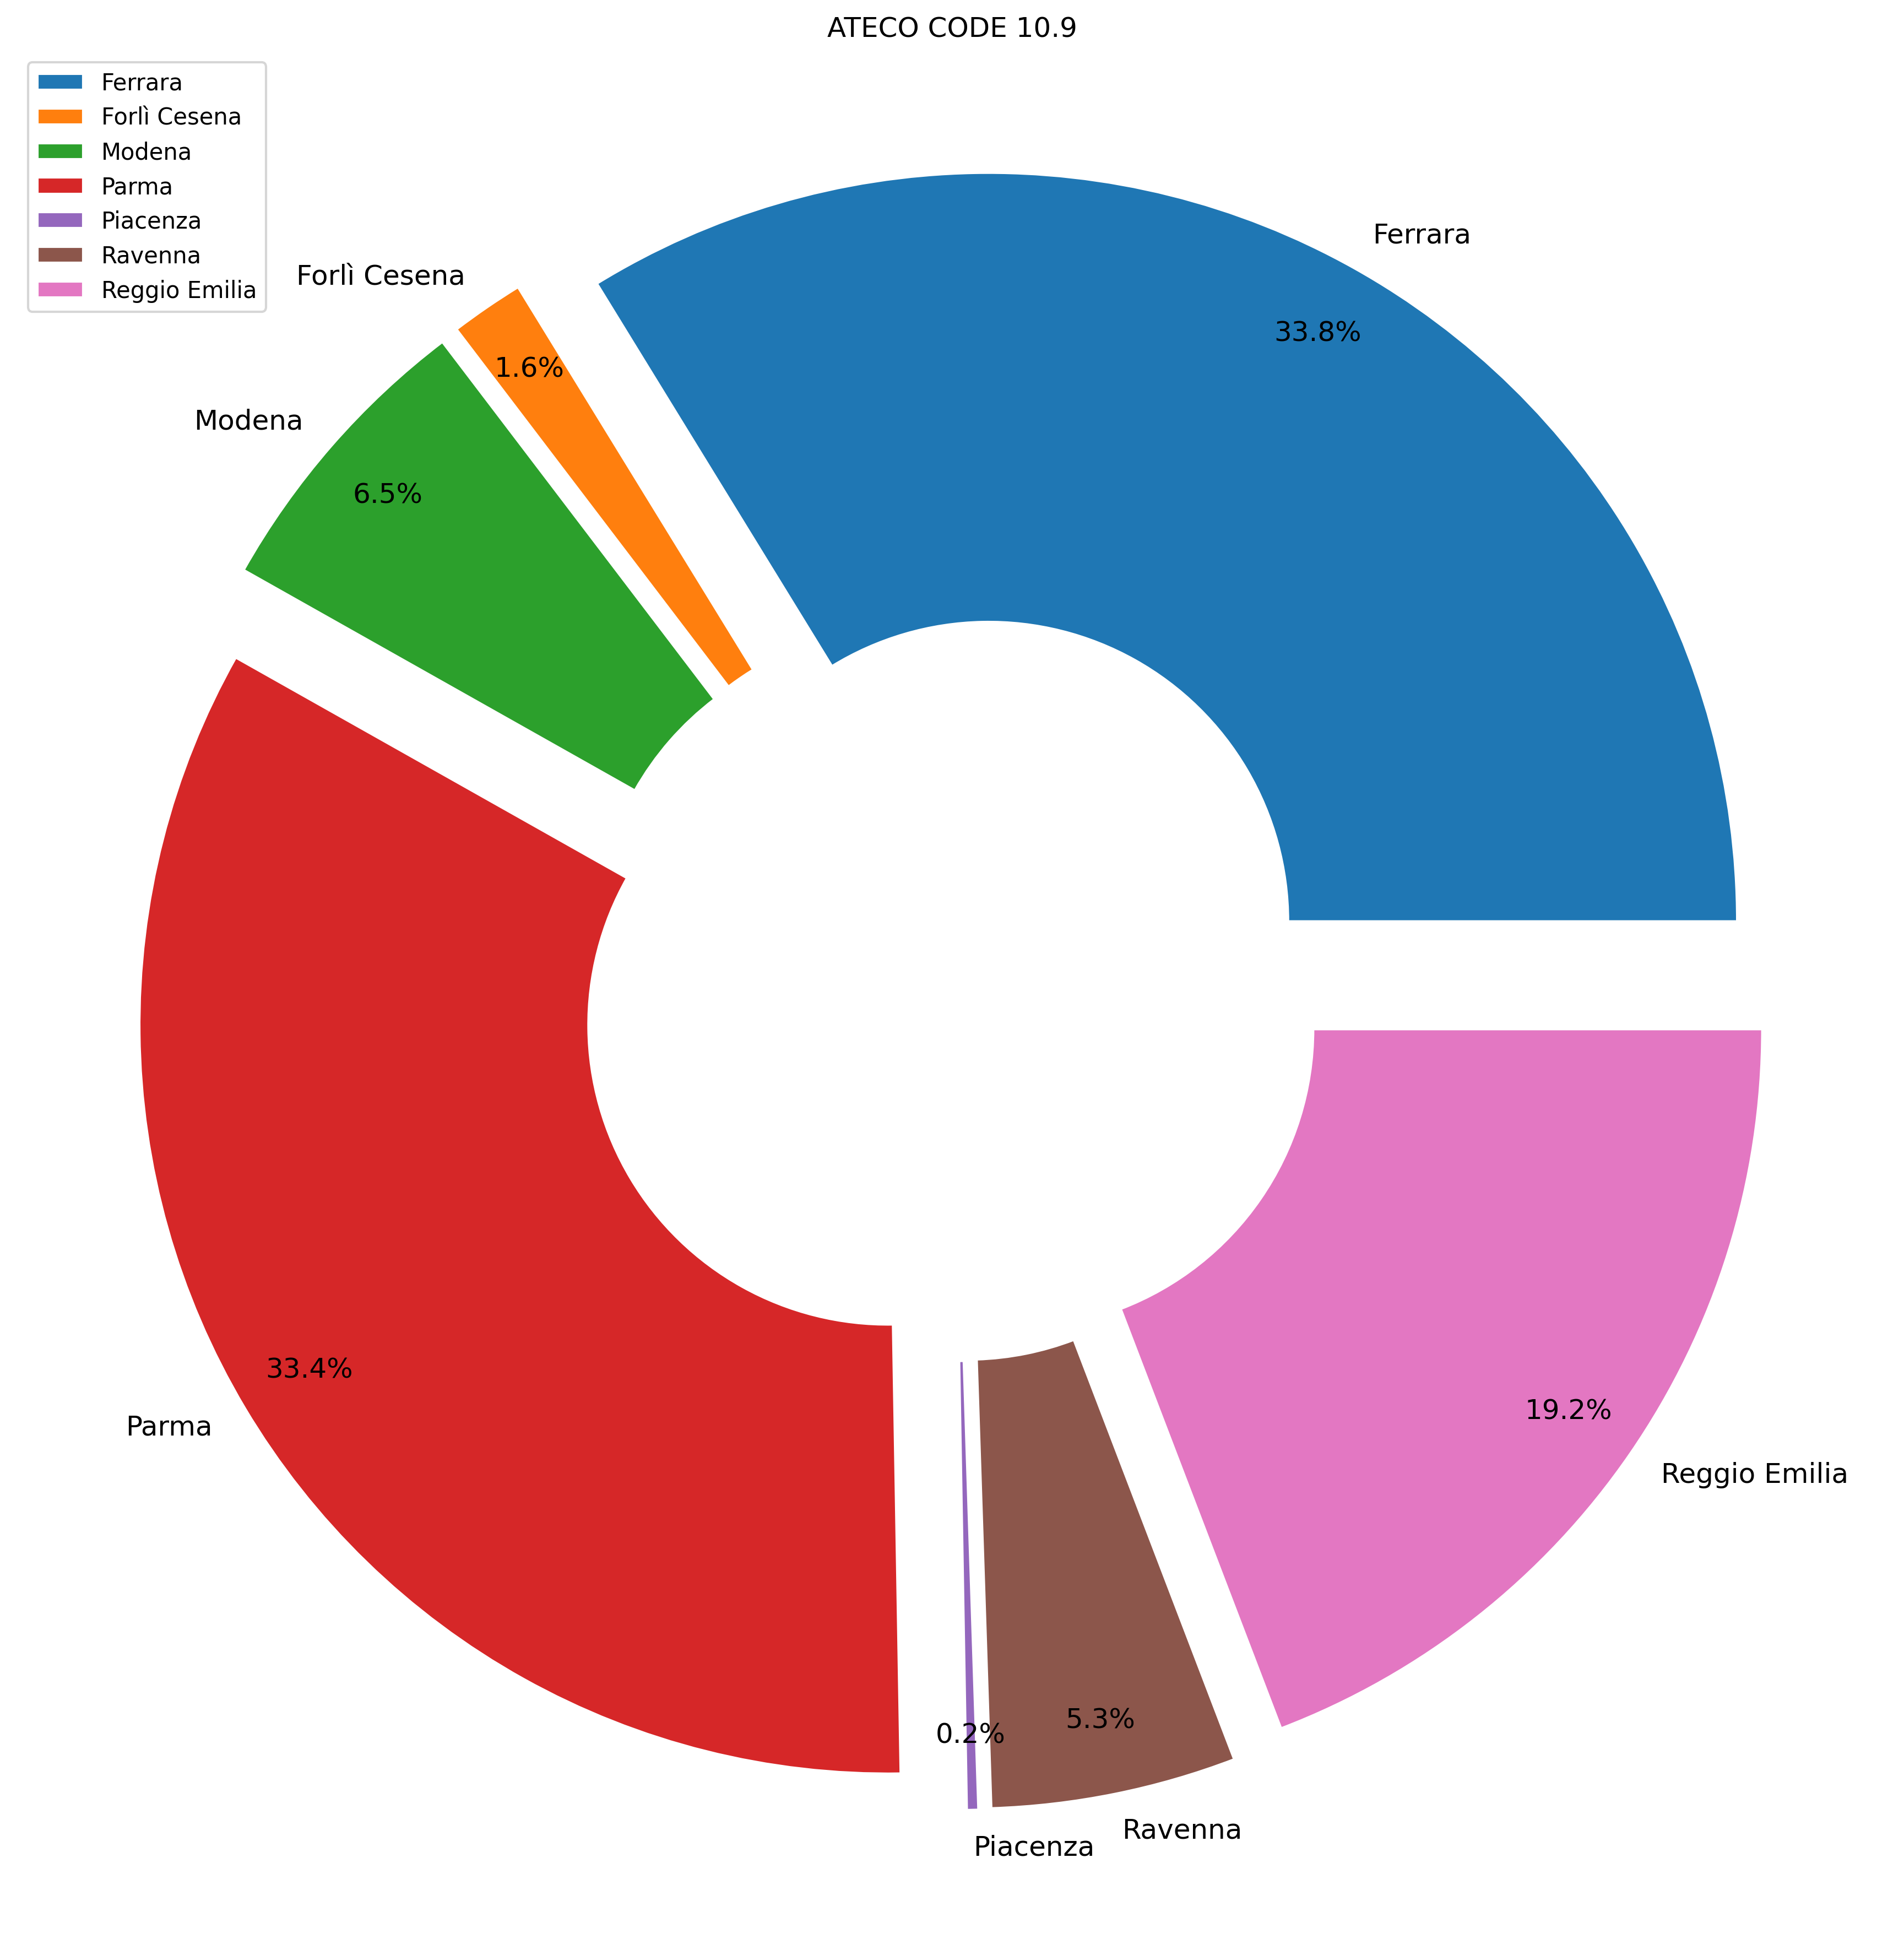 ATECO CODE 10.9
Ferrara
Forlì Cesena
Modena
Parma
Piacenza
Ravenna
Reggio Emilia
Ferrara
33.8%
Forlì Cesena
1.6%
Modena
6.5%
33.4%
Parma
19.2%
Reggio Emilia
0.2%
5.3%
Piacenza
Ravenna